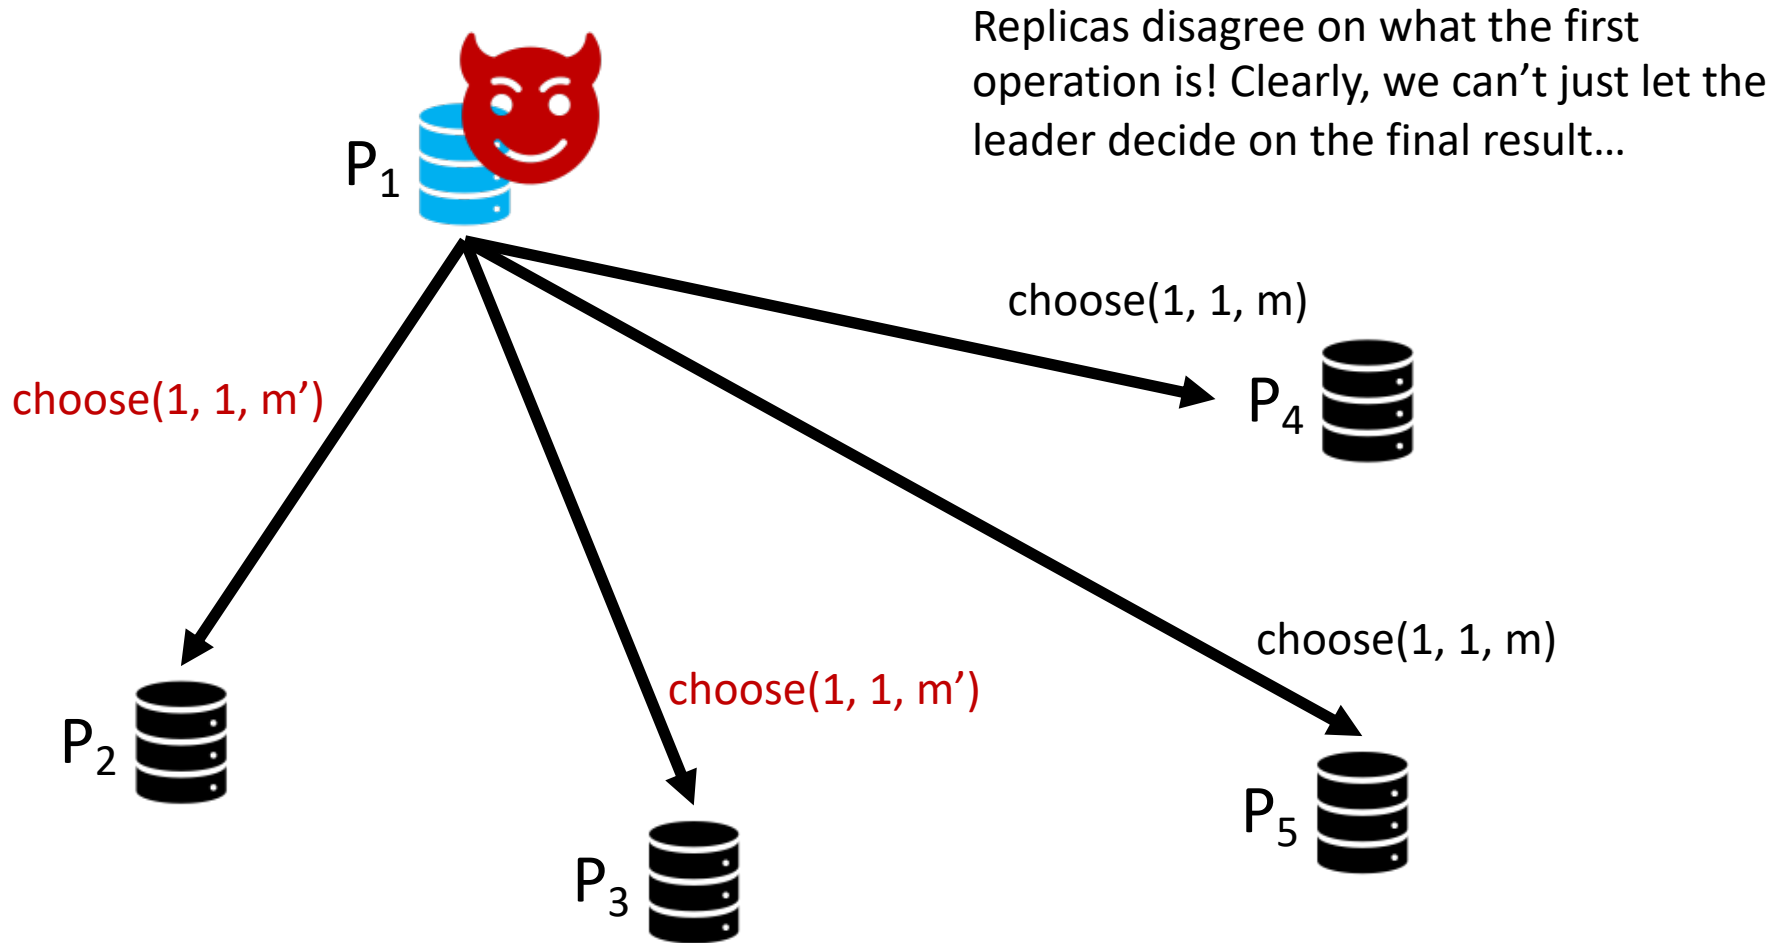 Replicas disagree on what the first
operation is! Clearly, we can’t just let the
leader decide on the final result…
P₁
choose(1, 1, m)
choose(1, 1, m’)
P₄
choose(1, 1, m)
choose(1, 1, m’)
P₂
P₅
P₃